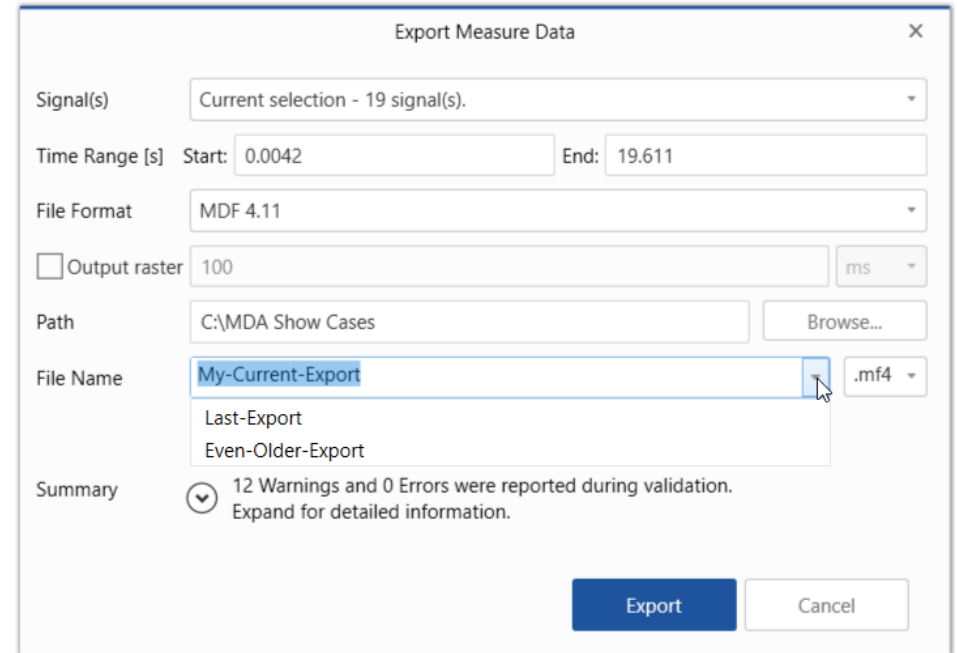 Export Measure Data
Signal(s) Current selection - 19 signal(s).
Time Range [s] Start: 0.0042 End: 19.611
File Format MDF 4.11
Output raster 100 ms
Path C:\MDA Show Cases Browse...
File Name My-Current-Export .mf4
Last-Export
Even-Older-Export
Summary 12 Warnings and 0 Errors were reported during validation.
Expand for detailed information.
Export Cancel